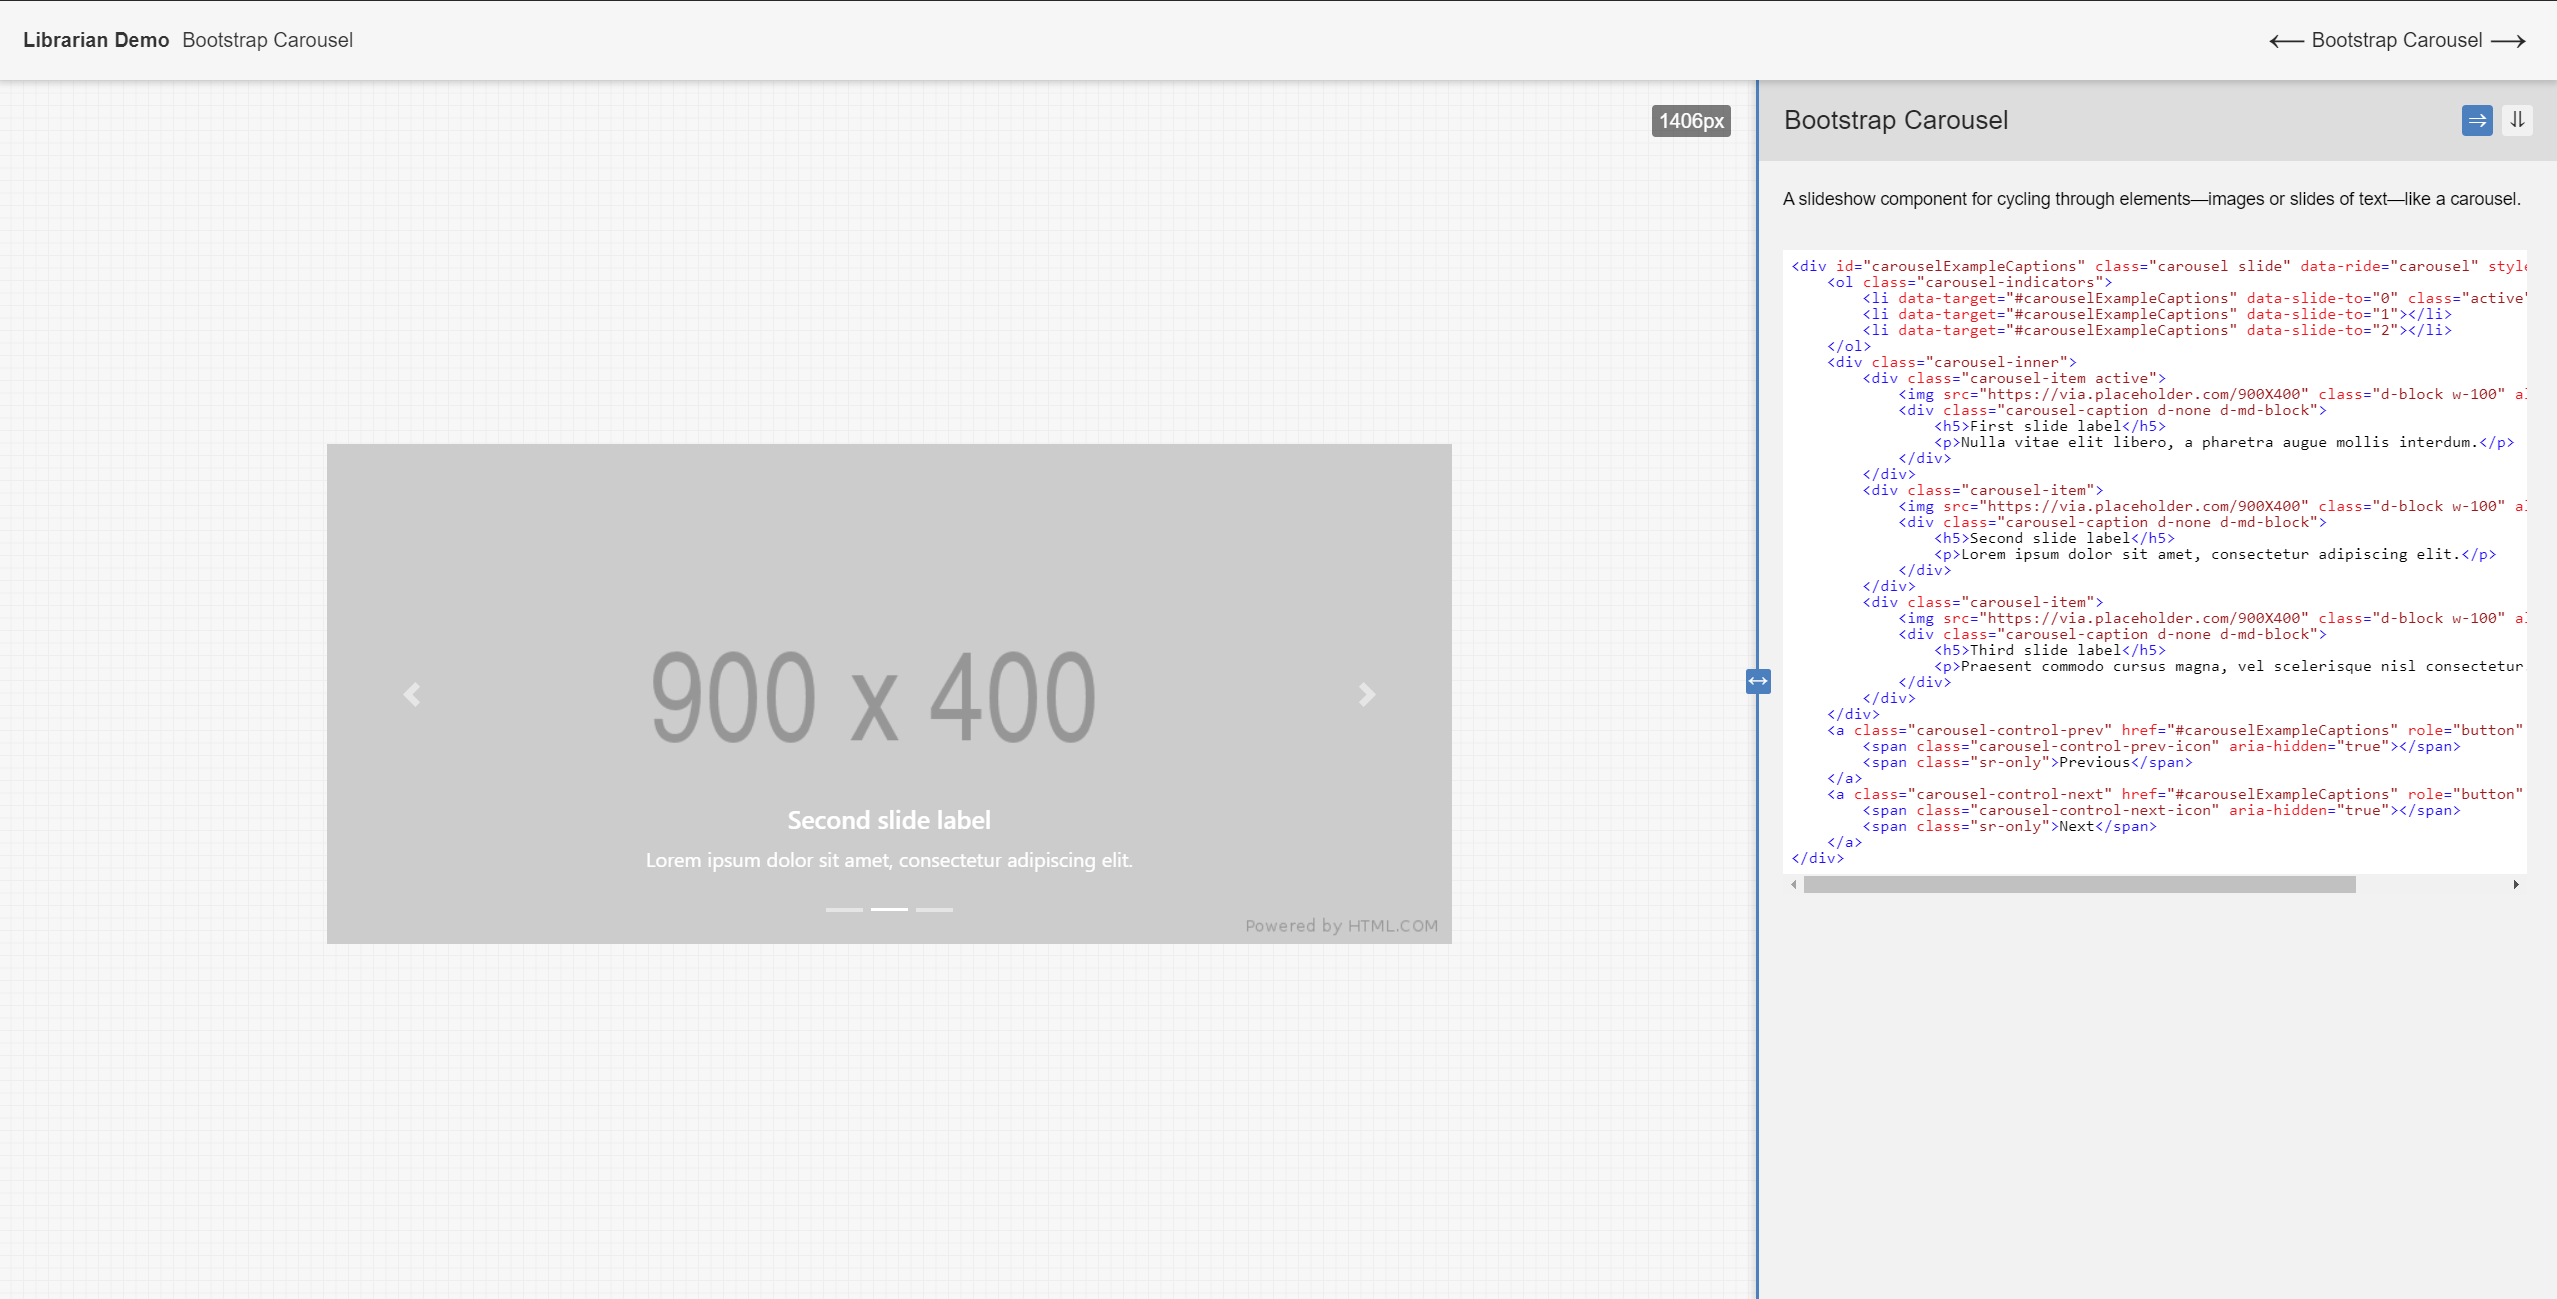 Librarian Demo Bootstrap Carousel
← Bootstrap Carousel →
1406px
900 x 400
Second slide label
Lorem ipsum dolor sit amet, consectetur adipiscing elit.
Powered by HTML.COM
Bootstrap Carousel
A slideshow component for cycling through elements—images or slides of text—like a carousel.
<div id="carouselExampleCaptions" class="carousel slide" data-ride="carousel" style
<ol class="carousel-indicators">
<li data-target="#carouselExampleCaptions" data-slide-to="0" class="active"
<li data-target="#carouselExampleCaptions" data-slide-to="1"></li>
<li data-target="#carouselExampleCaptions" data-slide-to="2"></li>
</ol>
<div class="carousel-inner">
<div class="carousel-item active">
<img src="https://via.placeholder.com/900X400" class="d-block w-100" al
<div class="carousel-caption d-none d-md-block">
<h5>First slide label</h5>
<p>Nulla vitae elit libero, a pharetra augue mollis interdum.</p>
</div>
</div>
<div class="carousel-item">
<img src="https://via.placeholder.com/900X400" class="d-block w-100" al
<div class="carousel-caption d-none d-md-block">
<h5>Second slide label</h5>
<p>Lorem ipsum dolor sit amet, consectetur adipiscing elit.</p>
</div>
</div>
<div class="carousel-item">
<img src="https://via.placeholder.com/900X400" class="d-block w-100" al
<div class="carousel-caption d-none d-md-block">
<h5>Third slide label</h5>
<p>Praesent commodo cursus magna, vel scelerisque nisl consectetur
</div>
</div>
</div>
<a class="carousel-control-prev" href="#carouselExampleCaptions" role="button"
<span class="carousel-control-prev-icon" aria-hidden="true"></span>
<span class="sr-only">Previous</span>
</a>
<a class="carousel-control-next" href="#carouselExampleCaptions" role="button"
<span class="carousel-control-next-icon" aria-hidden="true"></span>
<span class="sr-only">Next</span>
</a>
</div>